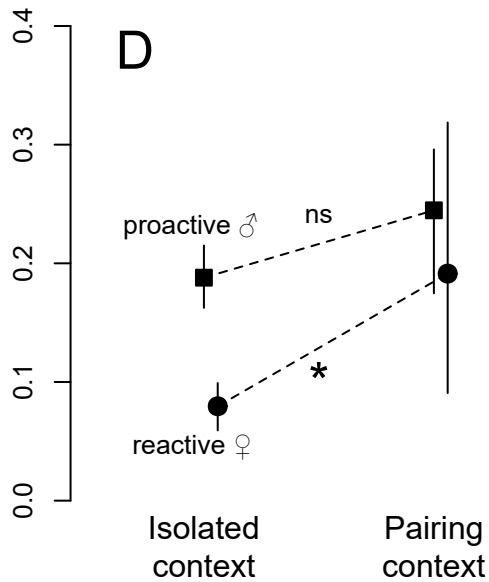 D
0.4
0.3
0.2
0.1
0.0
proactive ♂
ns
*
reactive ♀
Isolated
context
Pairing
context